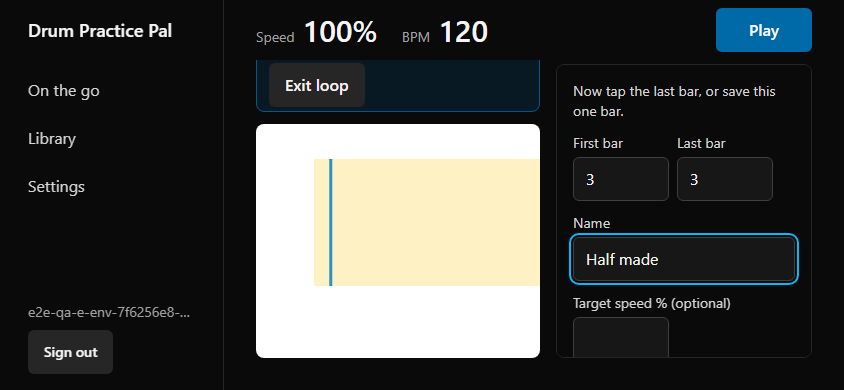 Drum Practice Pal
On the go
Library
Settings
e2e-qa-e-env-7f6256e8-...
Sign out
Speed 100% BPM 120
Play
Exit loop
Now tap the last bar, or save this
one bar.
First bar Last bar
3 3
Name
Half made
Target speed % (optional)